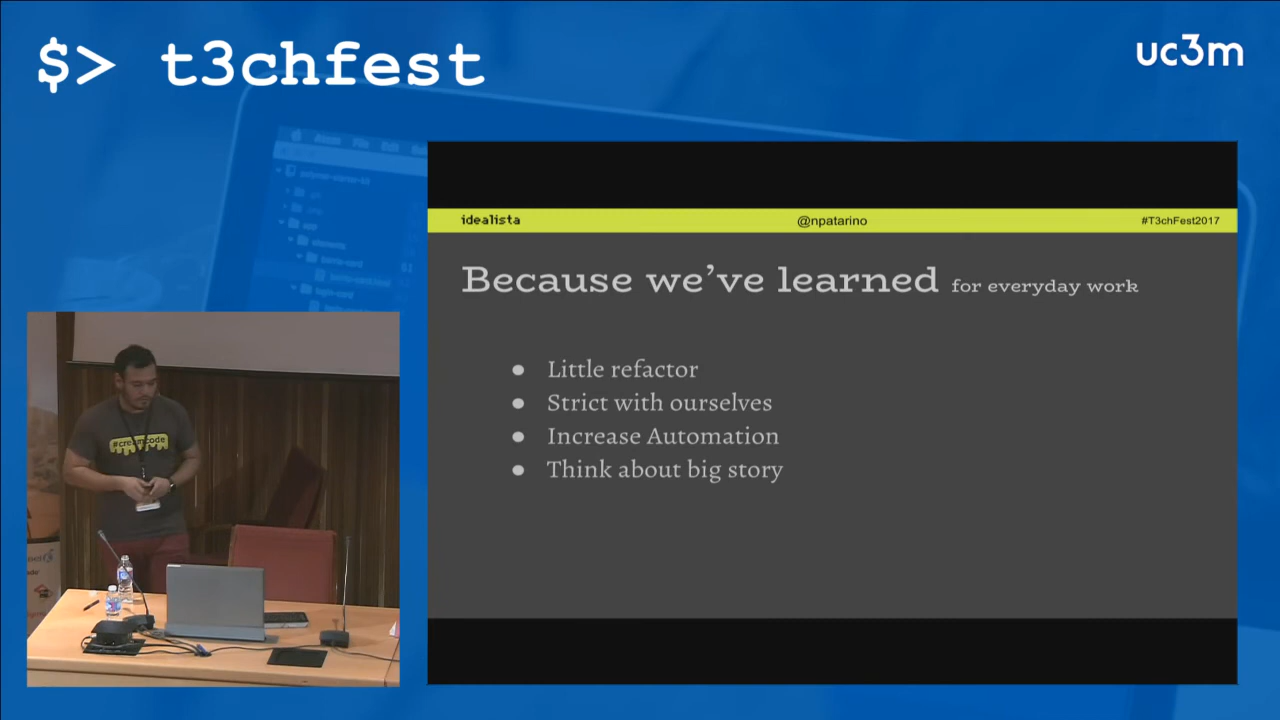 $> t3chfest
uc3m
idealista
@npatarino
#T3chFest2017
Because we've learned for everyday work
● Little refactor
● Strict with ourselves
● Increase Automation
● Think about big story
#creamcode